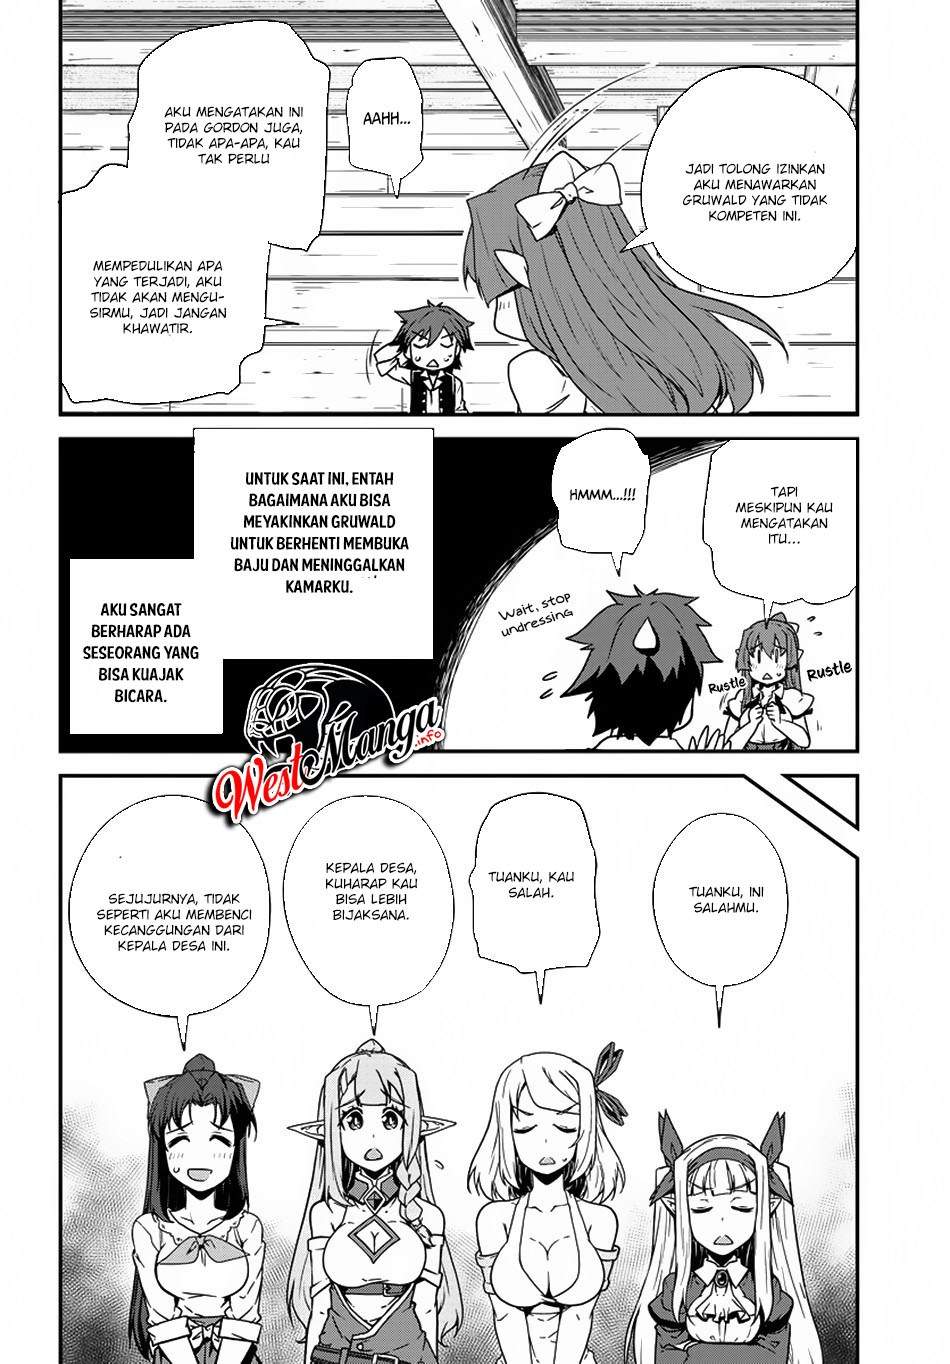 JADI TOLONG IZINKAN
AKU MENAWARKAN
GRUWALD YANG TIDAK
KOMPETEN INI.
AAHH...
AKU MENGATAKAN INI
PADA GORDON JUGA,
TIDAK APA-APA, KAU
TAK PERLU
MEMPEDULIKAN APA
YANG TERJADI, AKU
TIDAK AKAN MENGU-
SIRMU, JADI JANGAN
KHAWATIR.
TAPI
MESKIPUN KAU
MENGATAKAN
ITU...
HMMM...!!!
Wait, stop
undressing
Rustle
Rustle
UNTUK SAAT INI, ENTAH
BAGAIMANA AKU BISA
MEYAKINKAN GRUWALD
UNTUK BERHENTI MEMBUKA
BAJU DAN MENINGGALKAN
KAMARKU.
AKU SANGAT
BERHARAP ADA
SESEORANG YANG
BISA KUAJAK
BICARA.
WestManga
.info
TUANKU, INI
SALAHMU.
TUANKU, KAU
SALAH.
KEPALA DESA,
KUHARAP KAU
BISA LEBIH
BIJAKSANA.
SEJUJURNYA, TIDAK
SEPERTI AKU MEMBENCI
KECANGGUNGAN DARI
KEPALA DESA INI.